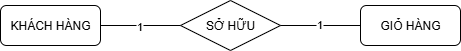 KHÁCH HÀNG
1
SỞ HỮU
1
GIỎ HÀNG